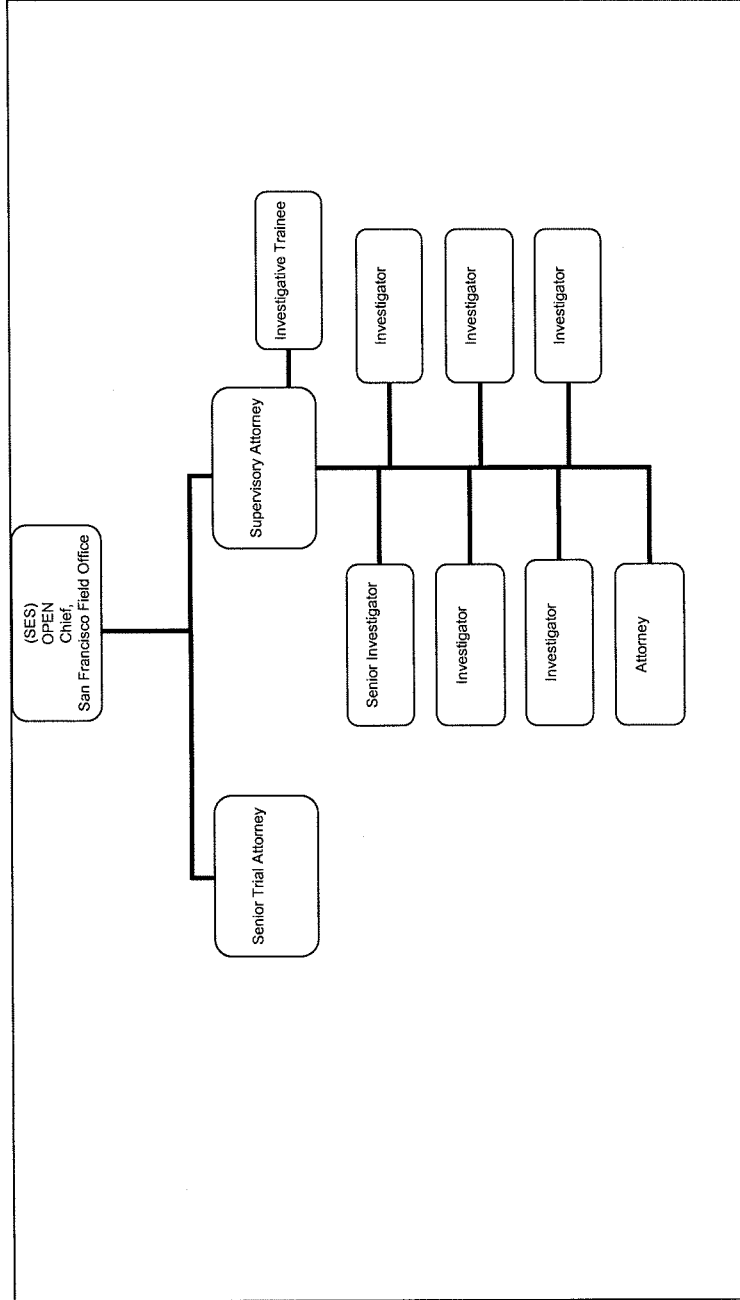 (SES)
OPEN
Chief,
San Francisco Field Office
Senior Trial Attorney
Supervisory Attorney
Investigative Trainee
Senior Investigator
Investigator
Investigator
Investigator
Investigator
Investigator
Attorney